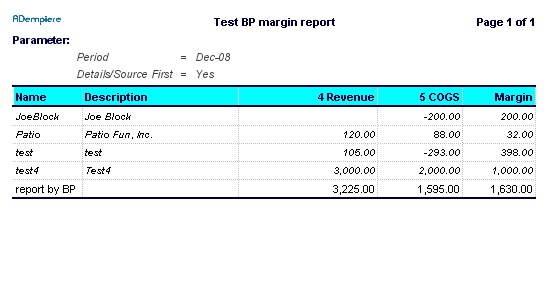 ADempiere Test BP margin report Page 1 of 1
Parameter:
Period = Dec-08
Details/Source First = Yes
Name Description 4 Revenue 5 COGS Margin
JoeBlock Joe Block -200.00 200.00
Patio Patio Fun, Inc. 120.00 88.00 32.00
test test 105.00 -293.00 398.00
test4 Test4 3,000.00 2,000.00 1,000.00
report by BP 3,225.00 1,595.00 1,630.00